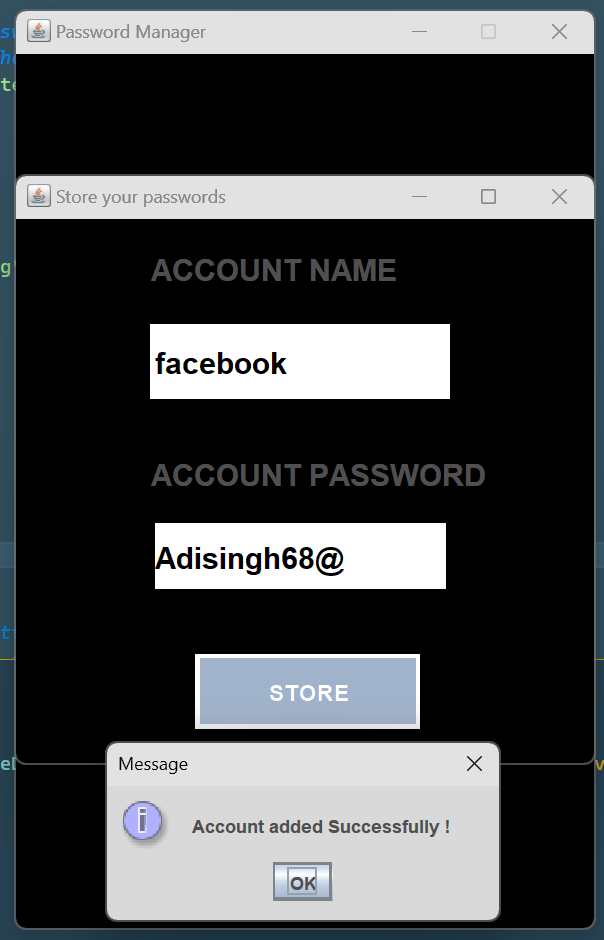 Password Manager
Store your passwords
ACCOUNT NAME
facebook
ACCOUNT PASSWORD
Adisingh68@
STORE
Message
Account added Successfully !
OK